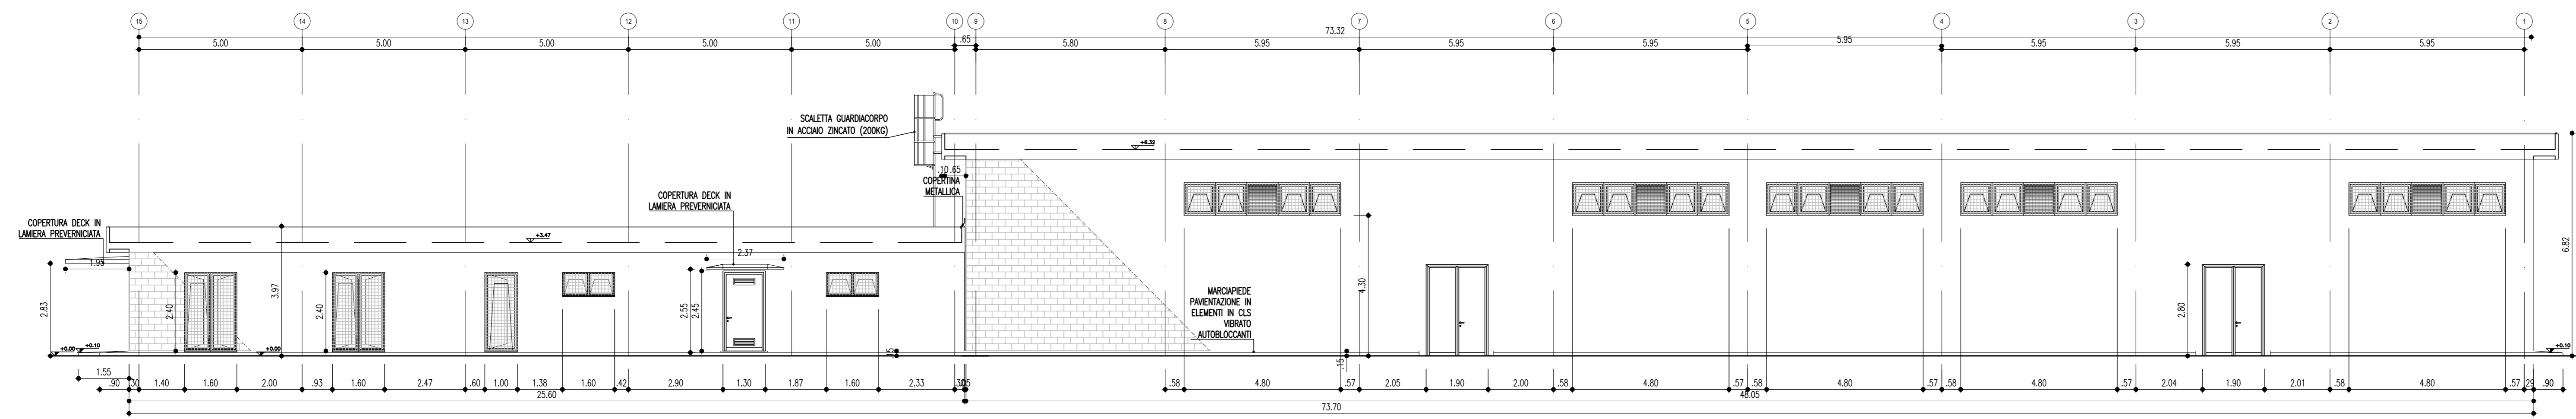 15 14 13 12 11 10 9 8 7 6 5 4 3 2 1
73.32
5.00 5.00 5.00 5.00 5.00 .65 5.80 5.95 5.95 5.95 5.95 5.95 5.95 5.95
SCALETTA GUARDIACORPO
IN ACCIAIO ZINCATO (200KG)
+6.32
.10 .65
COPERTINA
METALLICA
COPERTURA DECK IN
LAMIERA PREVERNICIATA
COPERTURA DECK IN
LAMIERA PREVERNICIATA
+3.47
1.95
2.37
2.83
2.40
3.97
2.40
2.55
2.45
4.30
2.80
6.82
MARCIAPIEDE
PAVIENTAZIONE IN
ELEMENTI IN CLS
VIBRATO
AUTOBLOCCANTI
+0.00
+0.10
+0.00
.15
.15
+0.10
1.55
.90 .30 1.40 1.60 2.00 .93 1.60 2.47 .60 1.00 1.38 1.60 .42 2.90 1.30 1.87 1.60 2.33 .58 4.80 .57 2.05 1.90 2.00 .58 4.80 .57 .58 4.80 .57 .58 4.80 .57 2.04 1.90 2.01 .58 4.80 .57 .29 .90
25.60 48.05
73.70